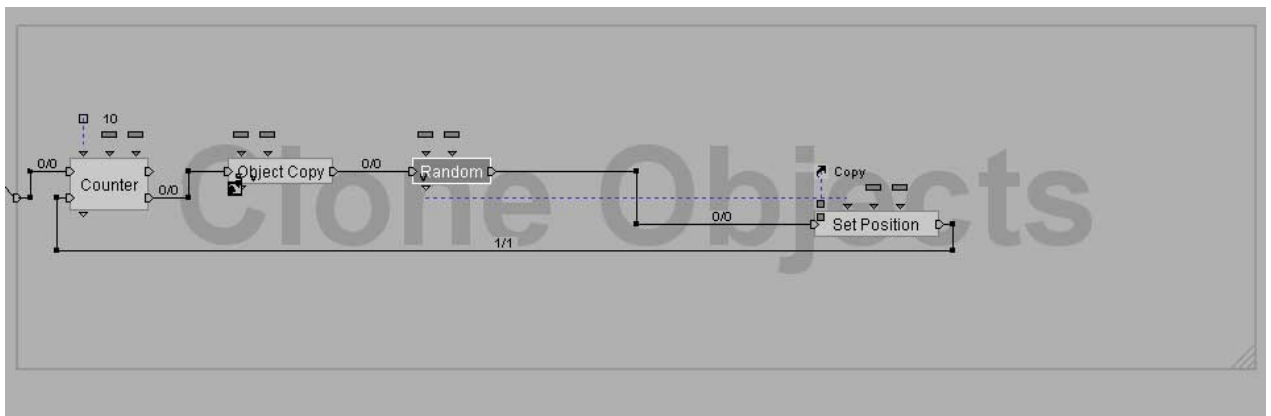 Clone Objects
10
0/0
Counter
0/0
Object Copy
0/0
Random
Copy
0/0
Set Position
1/1